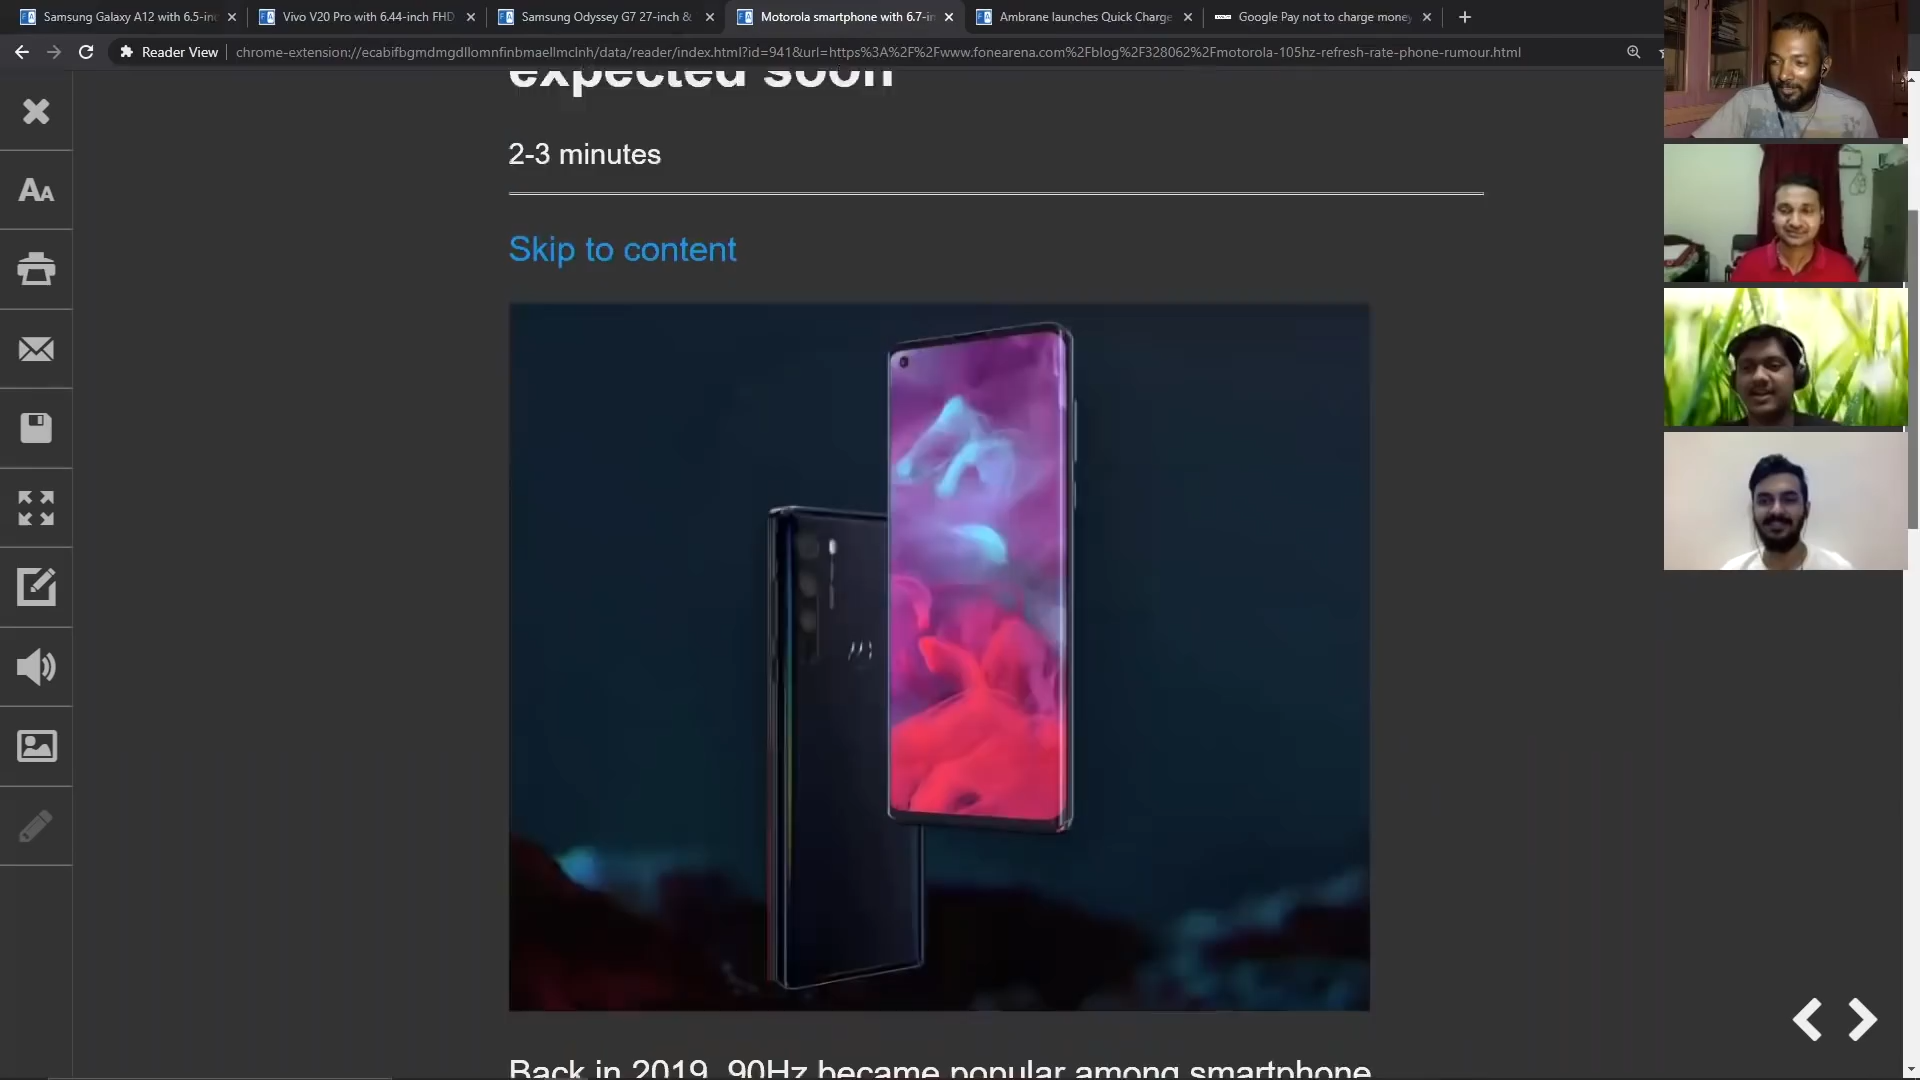 Samsung Galaxy A12 with 6.5-in
Vivo V20 Pro with 6.44-inch FHD
Samsung Odyssey G7 27-inch &
Motorola smartphone with 6.7-in
Ambrane launches Quick Charge
Google Pay not to charge money
Reader View
chrome-extension://ecabifbgmdmgdllomnfinbmaellmclnh/data/reader/index.html?id=941&url=https%3A%2F%2Fwww.fonearena.com%2Fblog%2F328062%2Fmotorola-105hz-refresh-rate-phone-rumour.html
expected soon
2-3 minutes
Skip to content
Back in 2019, 90Hz became popular among smartphone